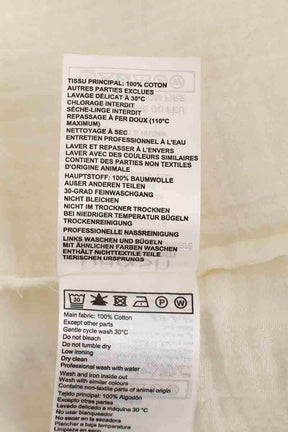 TISSU PRINCIPAL: 100% COTON
AUTRES PARTIES EXCLUES
LAVAGE DÉLICAT À 30°C
CHLORAGE INTERDIT
SÈCHE-LINGE INTERDIT
REPASSAGE À FER DOUX (110°C
MAXIMUM)
NETTOYAGE À SEC
ENTRETIEN PROFESSIONNEL À L'EAU
LAVER ET REPASSER À L'ENVERS
LAVER AVEC DES COULEURS SIMILAIRES
CONTIENT DES PARTIES NON TEXTILES
D'ORIGINE ANIMALE
HAUPTSTOFF: 100% BAUMWOLLE
AUßER ANDEREN TEILEN
30-GRAD FEINWASCHGANG
NICHT BLEICHEN
NICHT IM TROCKNER TROCKNEN
BEI NIEDRIGER TEMPERATUR BÜGELN
TROCKENREINIGUNG
PROFESSIONELLE NASSREINIGUNG
LINKS WASCHEN UND BÜGELN
MIT ÄHNLICHEN FARBEN WASCHEN
ENTHÄLT NICHTTEXTILE TEILE
TIERISCHEN URSPRUNGS
30 P W
Main fabric: 100% Cotton
Except other parts
Gentle cycle wash 30°C
Do not bleach
Do not tumble dry
Low ironing
Dry clean
Professional wash with water
Wash and iron inside out
Wash with similar colours
Contains non-textile parts of animal origin
Tejido principal: 100% Algodón
Excepto otras partes
Lavado delicado a máquina 30 °C
No usar blanqueador
No usar secadora
Planchar a baja temperatura
Limpieza en seco